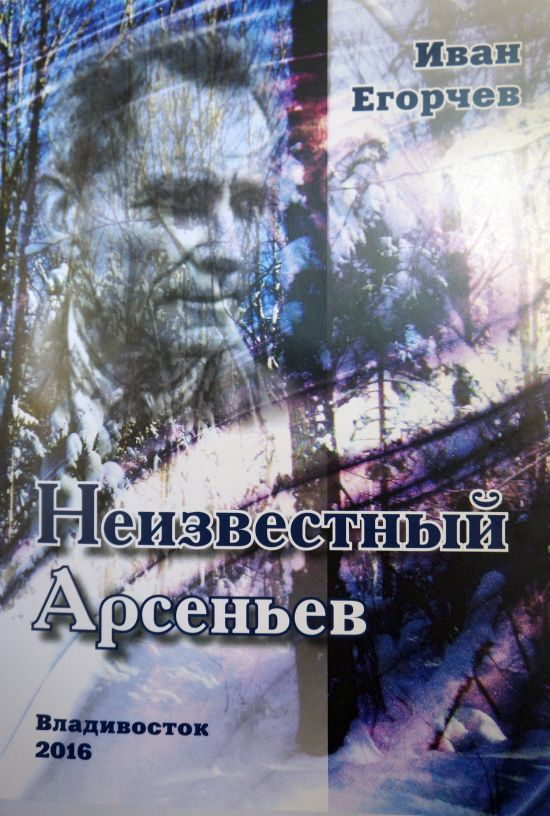 Иван
Егорчев
Неизвестный
Арсеньев
Владивосток
2016